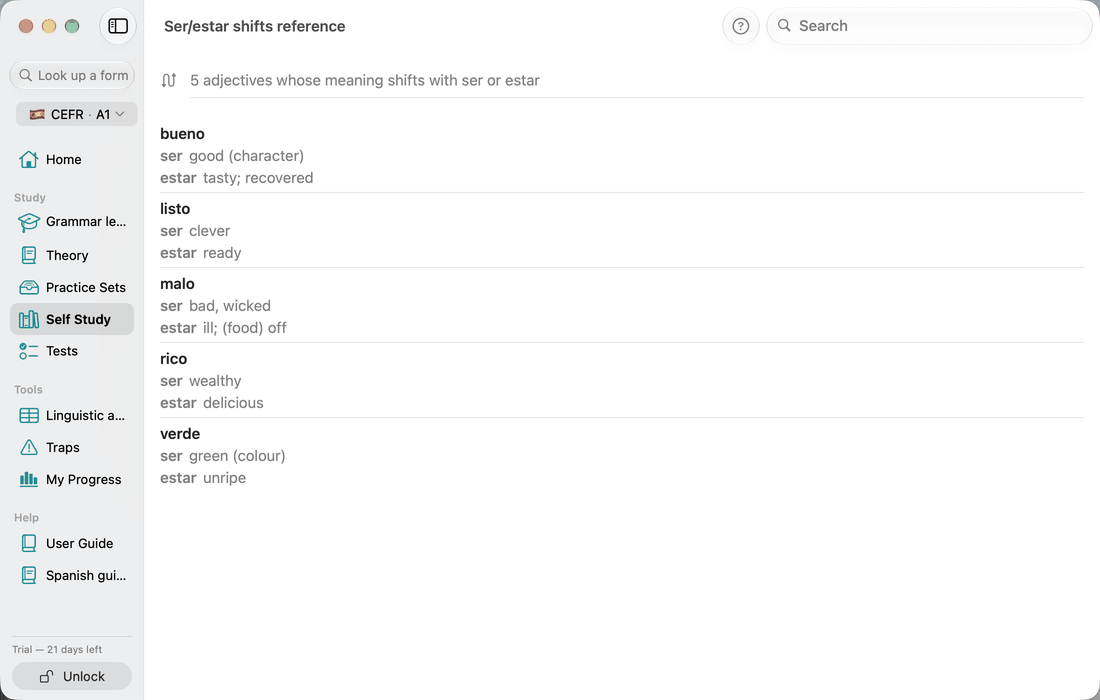 Ser/estar shifts reference
Search
Look up a form
CEFR · A1
Home
Study
Grammar le...
Theory
Practice Sets
Self Study
Tests
Tools
Linguistic a...
Traps
My Progress
Help
User Guide
Spanish gui...
Trial — 21 days left
Unlock
5 adjectives whose meaning shifts with ser or estar
bueno
ser good (character)
estar tasty; recovered
listo
ser clever
estar ready
malo
ser bad, wicked
estar ill; (food) off
rico
ser wealthy
estar delicious
verde
ser green (colour)
estar unripe